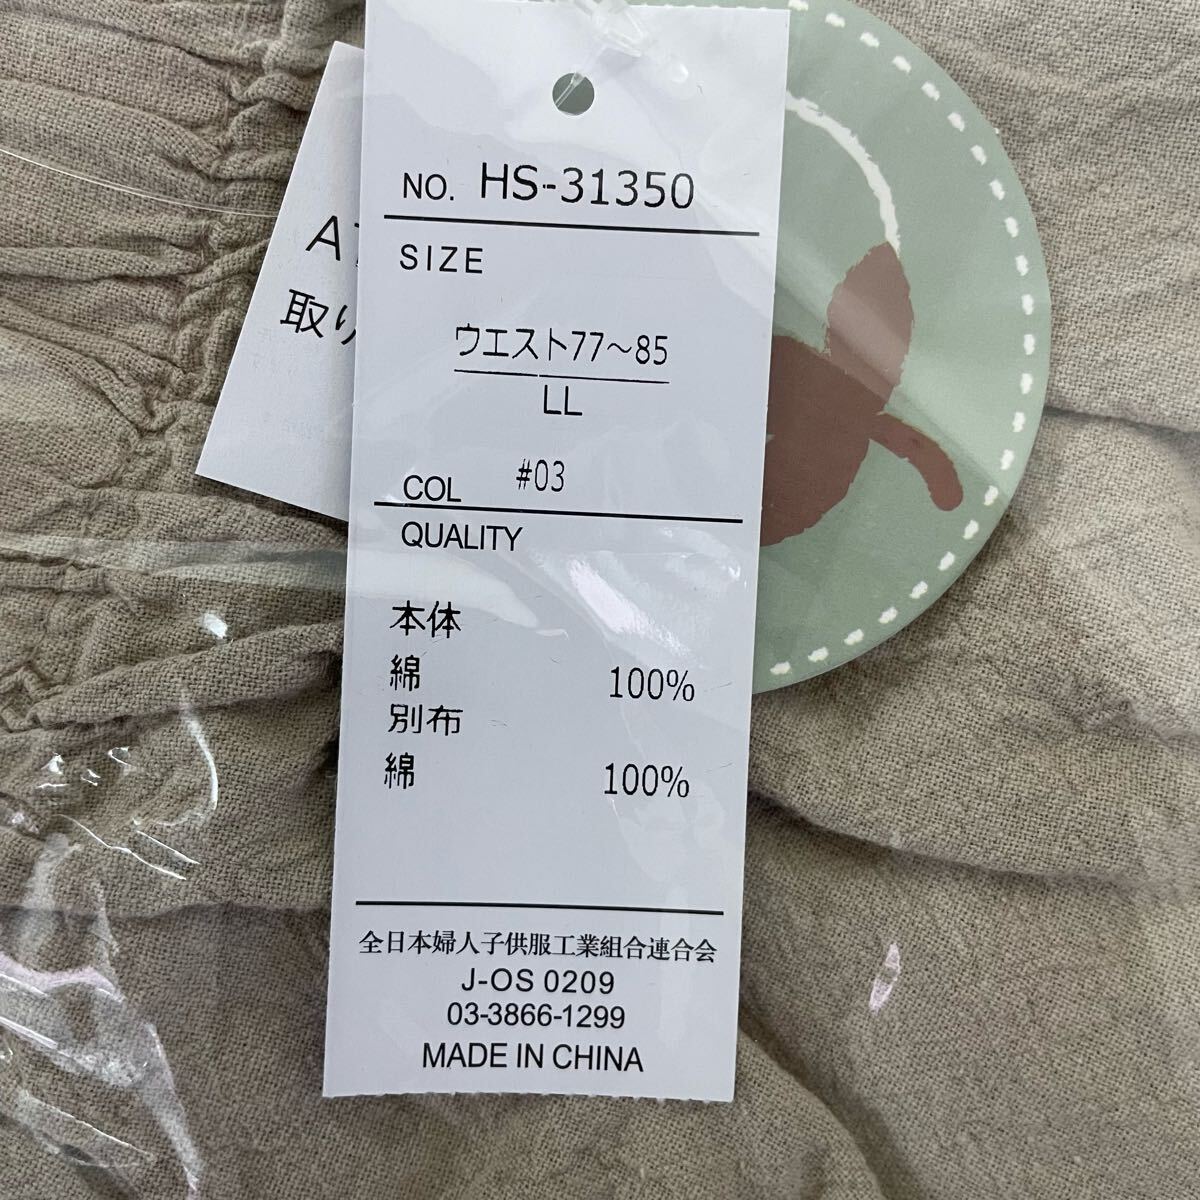 NO. HS-31350
SIZE
ウエスト77～85
LL
COL #03
QUALITY
本体
綿 100%
別布
綿 100%
全日本婦人子供服工業組合連合会
J-OS 0209
03-3866-1299
MADE IN CHINA
A
取り